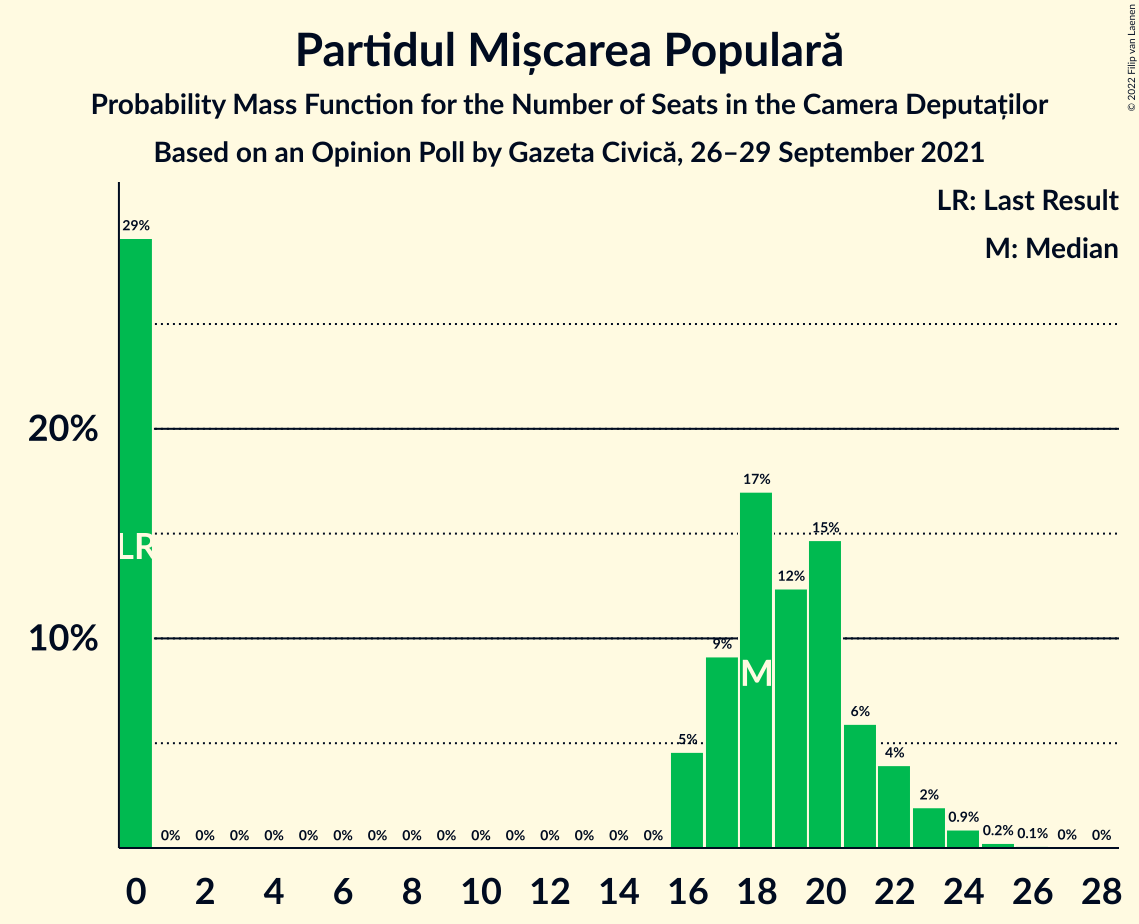 Partidul Mișcarea Populară
Probability Mass Function for the Number of Seats in the Camera Deputaților
Based on an Opinion Poll by Gazeta Civică, 26–29 September 2021
© 2022 Filip van Laenen
LR: Last Result
M: Median
29%
20%
17%
LR
15%
12%
10%
9%
M
6%
5%
4%
2%
0.9%
0% 0% 0% 0% 0% 0% 0% 0% 0% 0% 0% 0% 0% 0% 0% 0.2% 0.1% 0% 0%
0 2 4 6 8 10 12 14 16 18 20 22 24 26 28